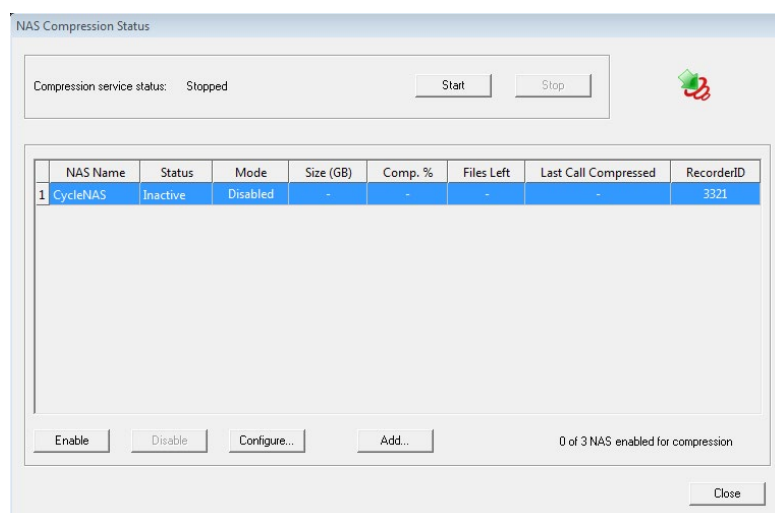 NAS Compression Status
Compression service status: Stopped Start Stop
NAS Name Status Mode Size (GB) Comp. % Files Left Last Call Compressed RecorderID
1 CycleNAS Inactive Disabled - - - - 3321
Enable Disable Configure... Add... 0 of 3 NAS enabled for compression
Close